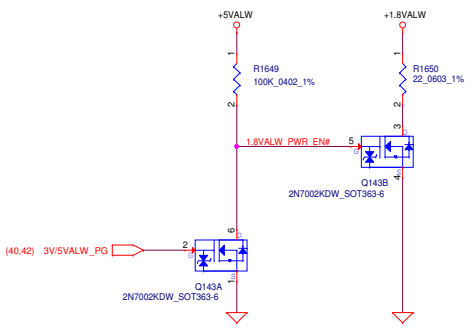 +5VALW
+1.8VALW
1
1
R1649
100K_0402_1%
R1650
22_0603_1%
2
2
3
D
1.8VALW_PWR_EN#
5
G
S
4
Q143B
2N7002KDW_SOT363-6
6
D
(40,42)
3V/5VALW_PG
2
G
S
1
Q143A
2N7002KDW_SOT363-6